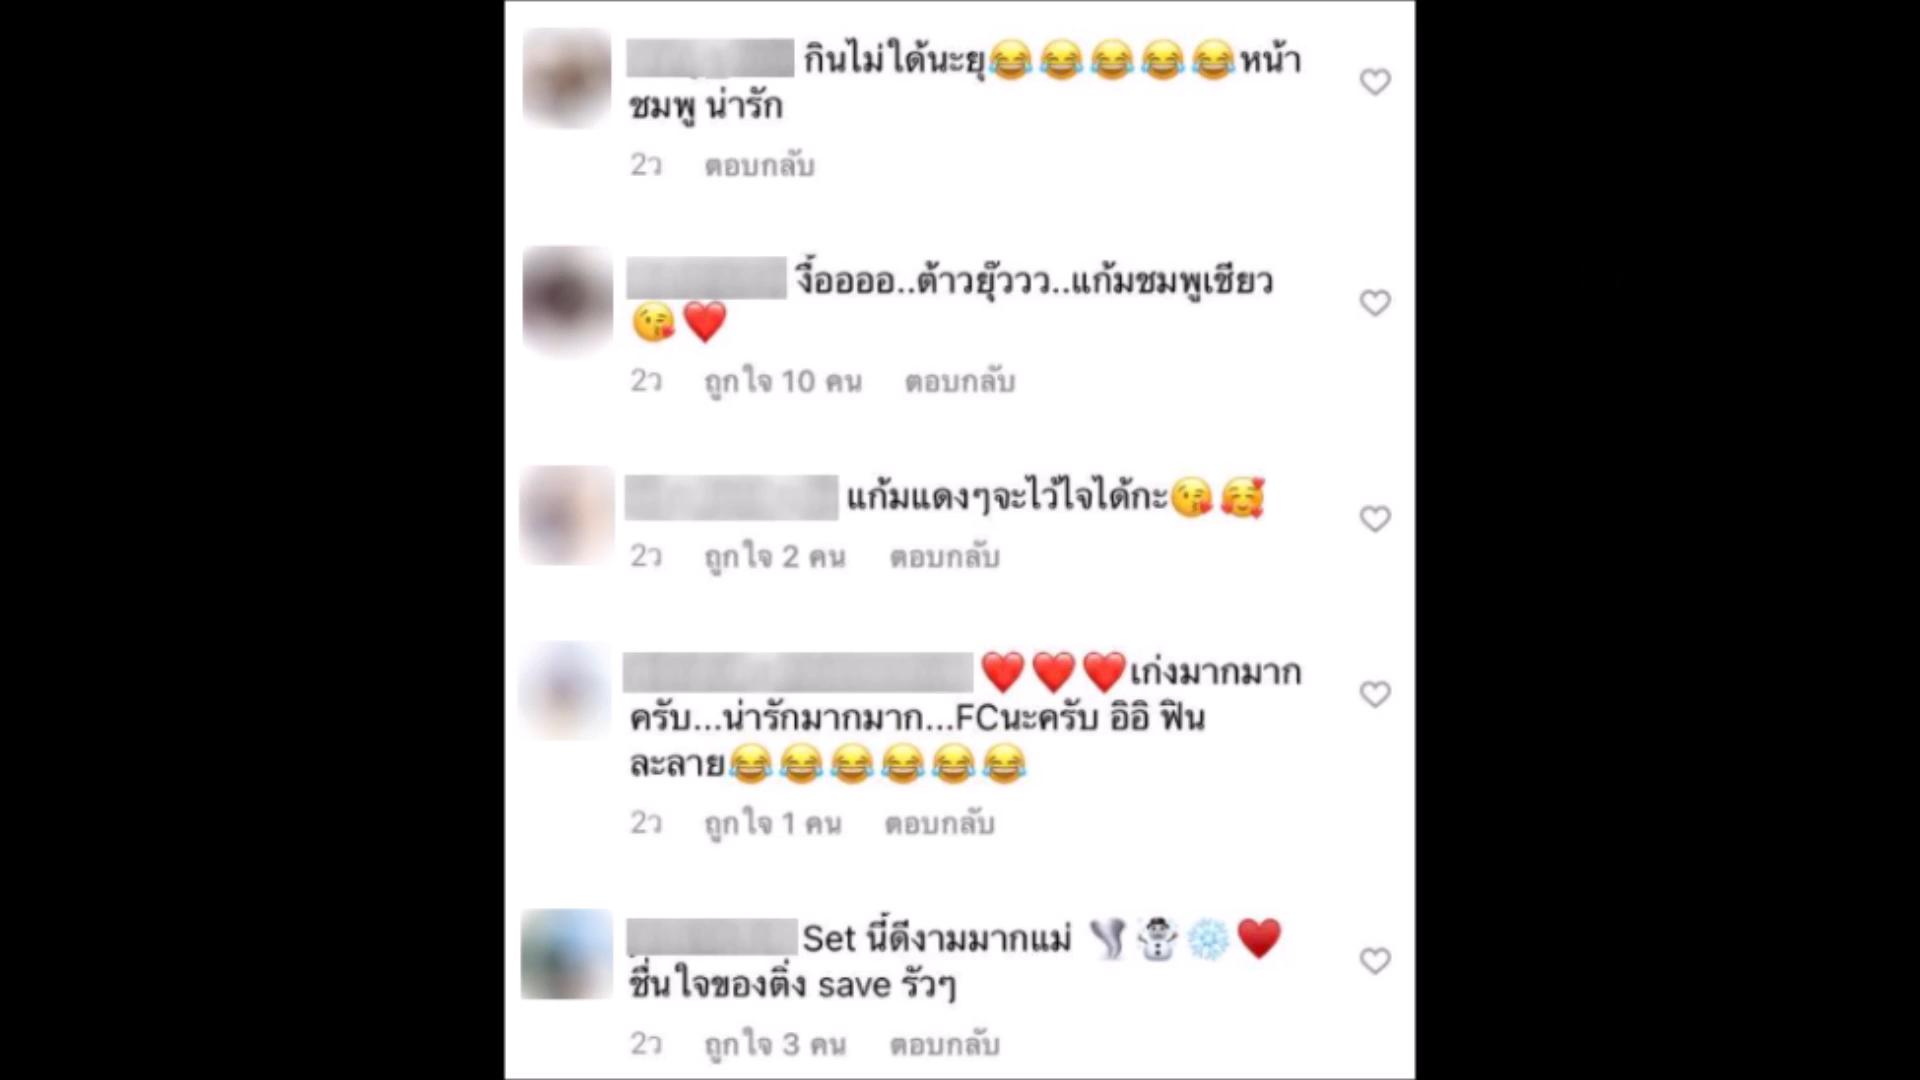 กินไม่ได้นะยุ😂😂😂😂😂หน้า
ชมพู น่ารัก
2ว ตอบกลับ
งื้ออออ..ต้าวยุ๊ววว..แก้มชมพูเชียว
😘❤️
2ว ถูกใจ 10 คน ตอบกลับ
แก้มแดงๆจะไว้ใจได้กะ😘🥰
2ว ถูกใจ 2 คน ตอบกลับ
❤️❤️❤️เก่งมากมาก
ครับ...น่ารักมากมาก...FCนะครับ อิอิ ฟิน
ละลาย😂😂😂😂😂😂
2ว ถูกใจ 1 คน ตอบกลับ
Set นี้ดีงามมากแม่ 🌪️☃️❄️❤️
ชื่นใจของติ่ง save รัวๆ
2ว ถูกใจ 3 คน ตอบกลับ